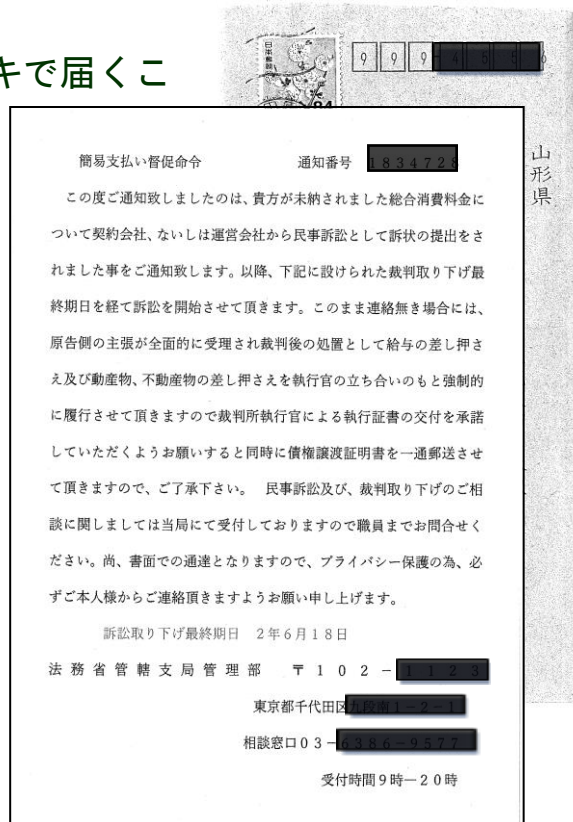 キで届くこ
日本郵便
84
999
山形県
簡易支払い督促命令　　通知番号
この度ご通知致しましたのは、貴方が未納されました総合消費料金に
ついて契約会社、ないしは運営会社から民事訴訟として訴状の提出をさ
れました事をご通知致します。以降、下記に設けられた裁判取り下げ最
終期日を経て訴訟を開始させて頂きます。このまま連絡無き場合には、
原告側の主張が全面的に受理され裁判後の処置として給与の差し押さ
え及び動産物、不動産物の差し押さえを執行官の立ち合いのもと強制的
に履行させて頂きますので裁判所執行官による執行証書の交付を承諾
していただくようお願いすると同時に債権譲渡証明書を一通郵送させ
て頂きますので、ご了承下さい。　民事訴訟及び、裁判取り下げのご相
談に関しましては当局にて受付しておりますので職員までお問合せく
ださい。尚、書面での通達となりますので、プライバシー保護の為、必
ずご本人様からご連絡頂きますようお願い申し上げます。
訴訟取り下げ最終期日　2年6月18日
法務省管轄支局管理部　〒102－
東京都千代田区
相談窓口03－
受付時間9時―20時